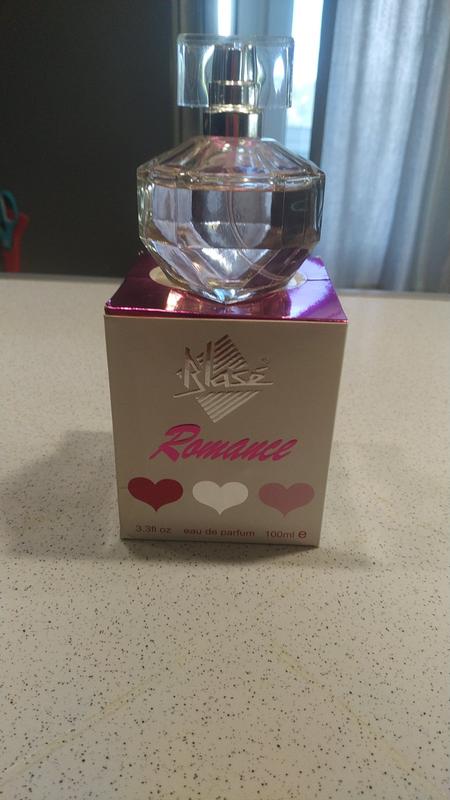 Blasé®
Romance
3.3fl oz eau de parfum 100ml ℮